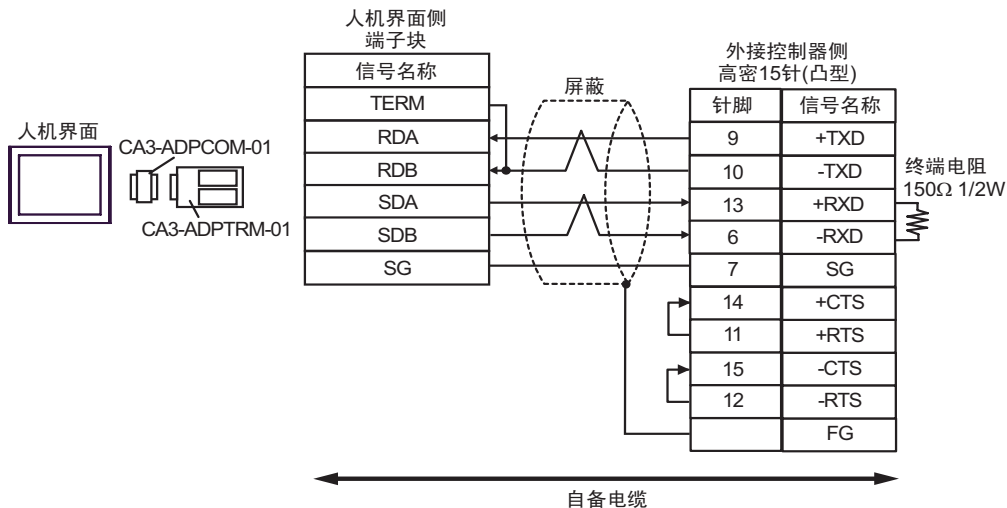 人机界面
CA3-ADPCOM-01
CA3-ADPTRM-01
人机界面侧
端子块
信号名称
TERM
RDA
RDB
SDA
SDB
SG
屏蔽
外接控制器侧
高密15针(凸型)
针脚 信号名称
9 +TXD
10 -TXD
13 +RXD
6 -RXD
7 SG
14 +CTS
11 +RTS
15 -CTS
12 -RTS
FG
终端电阻
150Ω 1/2W
自备电缆